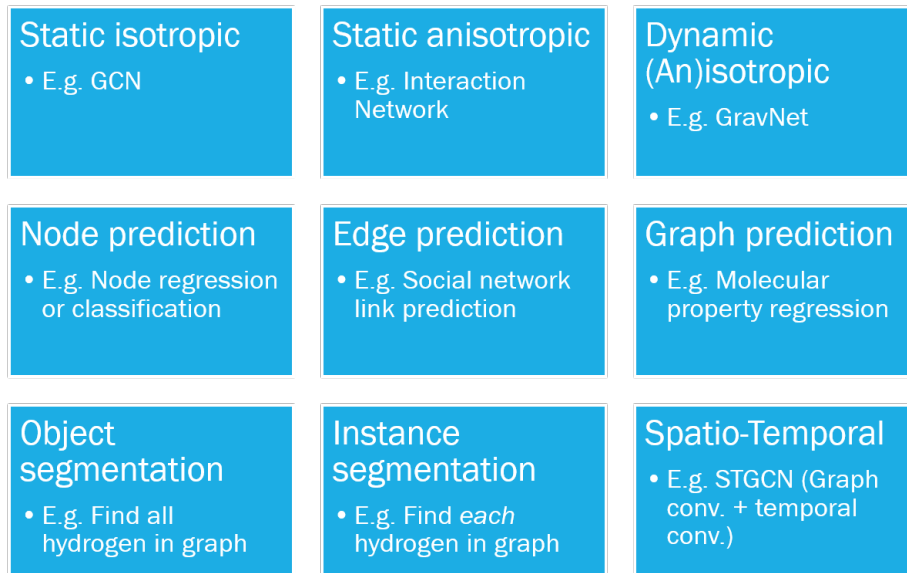 Static isotropic
• E.g. GCN
Static anisotropic
• E.g. Interaction
Network
Dynamic
(An)isotropic
• E.g. GravNet
Node prediction
• E.g. Node regression
or classification
Edge prediction
• E.g. Social network
link prediction
Graph prediction
• E.g. Molecular
property regression
Object
segmentation
• E.g. Find all
hydrogen in graph
Instance
segmentation
• E.g. Find each
hydrogen in graph
Spatio-Temporal
• E.g. STGCN (Graph
conv. + temporal
conv.)